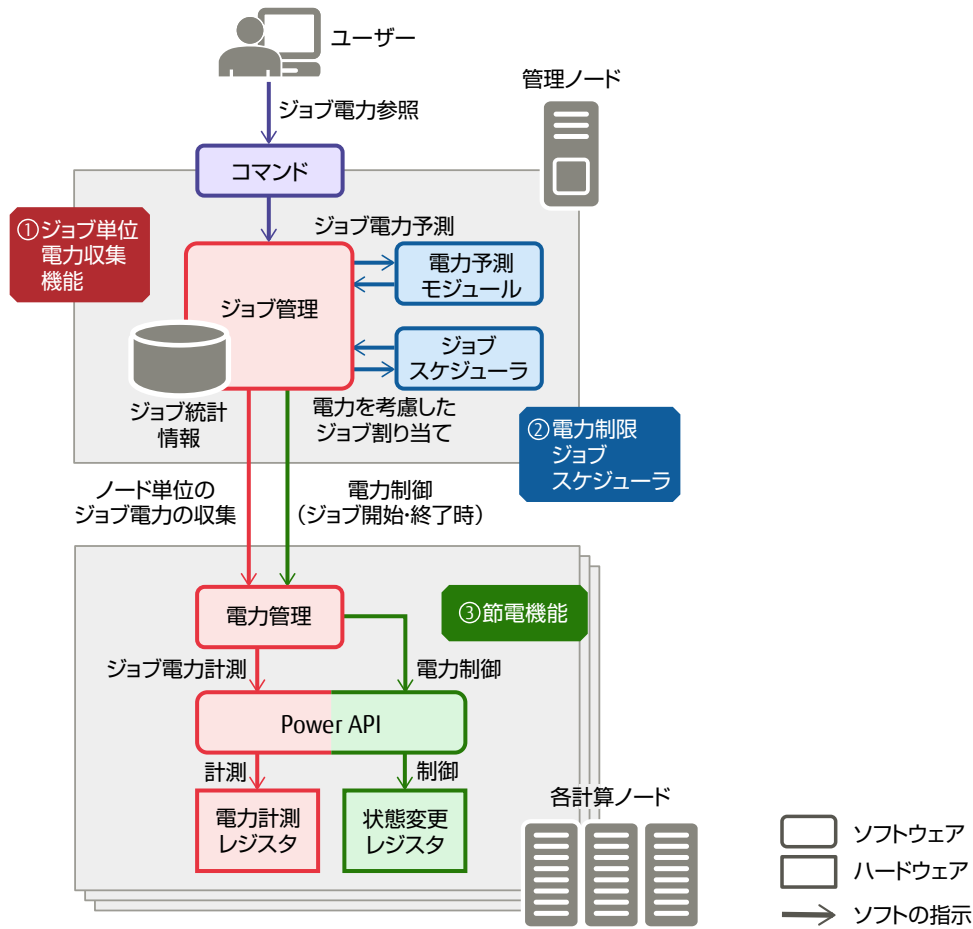 ユーザー
ジョブ電力参照
管理ノード
コマンド
①ジョブ単位
電力収集
機能
ジョブ電力予測
電力予測
モジュール
ジョブ管理
ジョブ
スケジューラ
ジョブ統計
情報
電力を考慮した
ジョブ割り当て
②電力制限
ジョブ
スケジューラ
ノード単位の
ジョブ電力の収集
電力制御
（ジョブ開始・終了時）
電力管理
③節電機能
ジョブ電力計測
電力制御
Power API
計測
制御
電力計測
レジスタ
状態変更
レジスタ
各計算ノード
ソフトウェア
ハードウェア
ソフトの指示